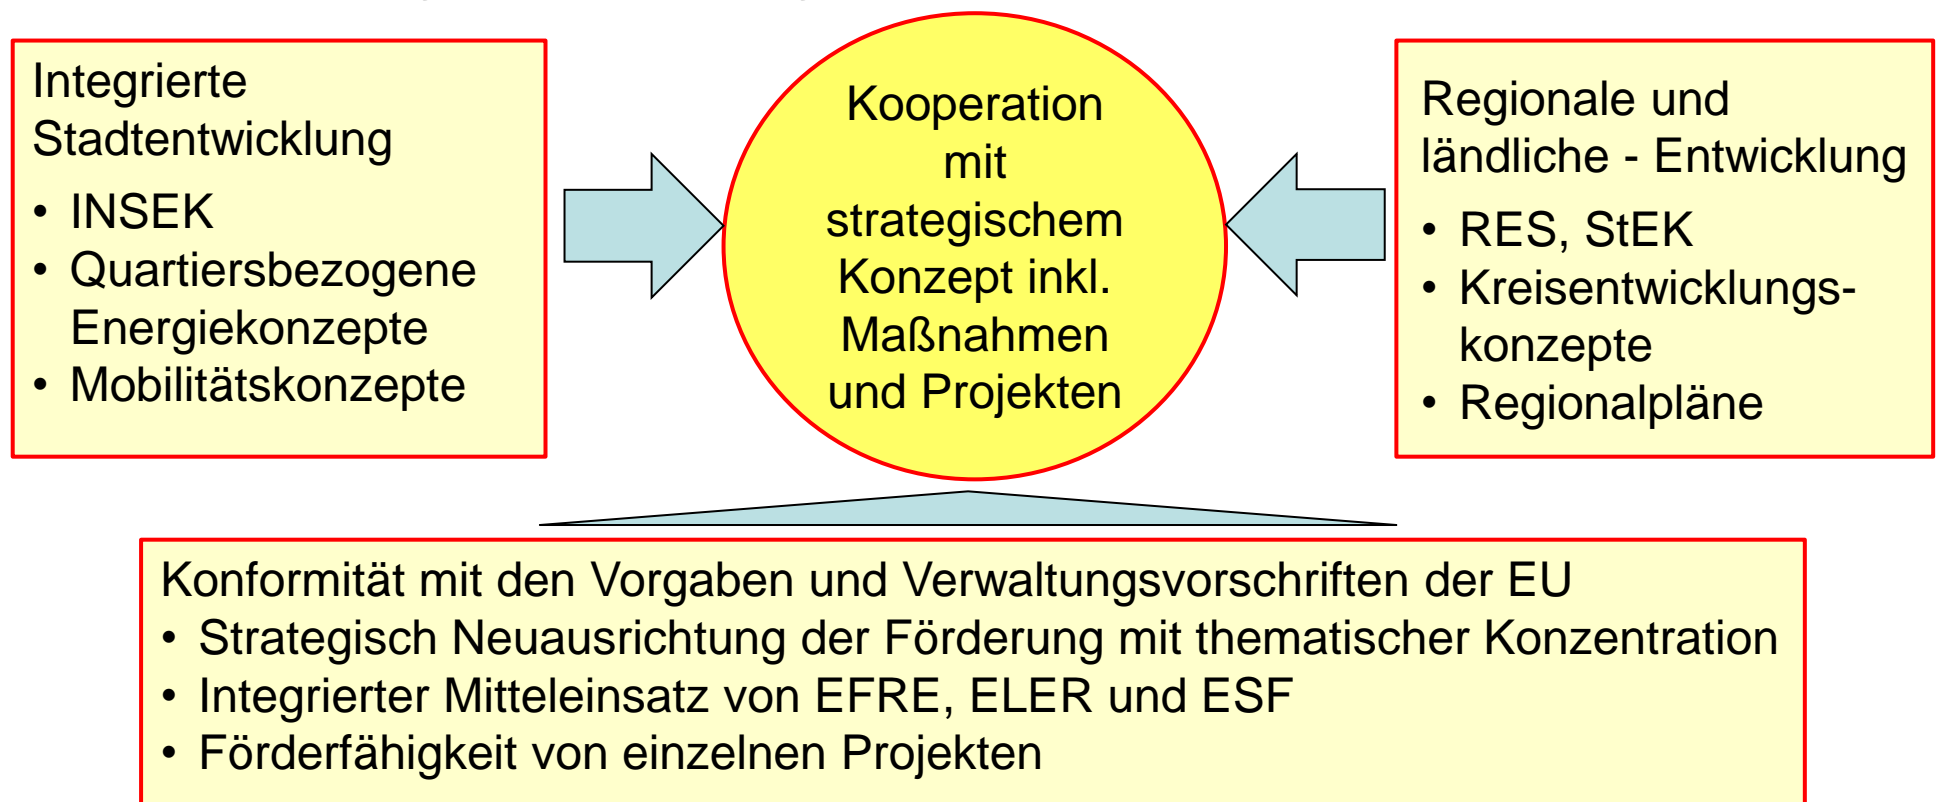 Integrierte
Stadtentwicklung
• INSEK
• Quartiersbezogene
Energiekonzepte
• Mobilitätskonzepte
Kooperation
mit
strategischem
Konzept inkl.
Maßnahmen
und Projekten
Regionale und
ländliche - Entwicklung
• RES, StEK
• Kreisentwicklungs-
konzepte
• Regionalpläne
Konformität mit den Vorgaben und Verwaltungsvorschriften der EU
• Strategisch Neuausrichtung der Förderung mit thematischer Konzentration
• Integrierter Mitteleinsatz von EFRE, ELER und ESF
• Förderfähigkeit von einzelnen Projekten